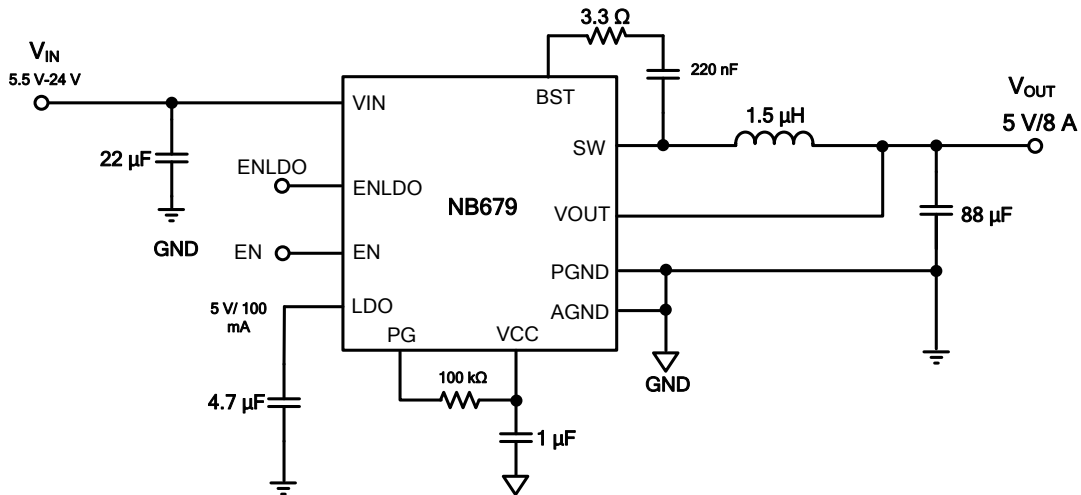 3.3 Ω
V_IN
5.5 V-24 V
220 nF
V_OUT
5 V/8 A
VIN
BST
1.5 µH
SW
22 µF
ENLDO
ENLDO
NB679
VOUT
88 µF
GND
EN
EN
PGND
5 V/ 100
mA
LDO
AGND
PG
VCC
GND
100 kΩ
4.7 µF
1 µF